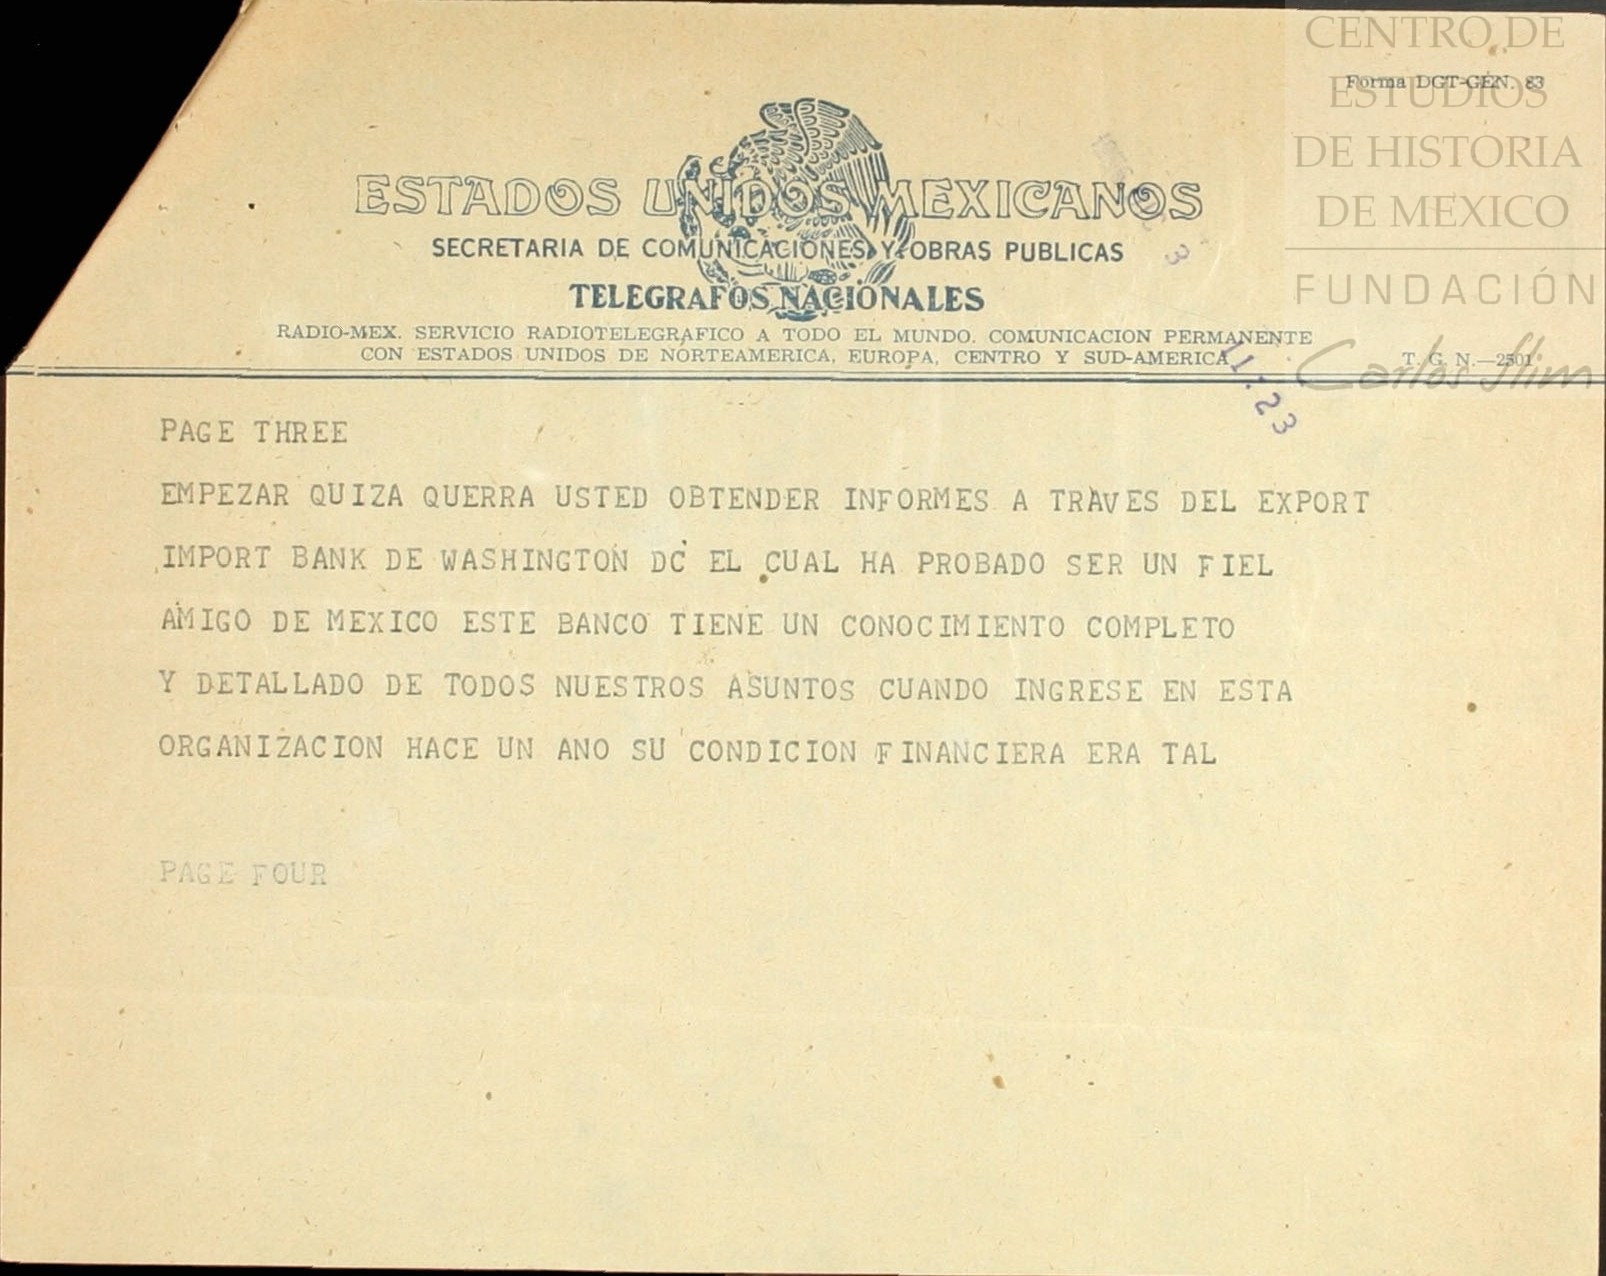 CENTRO DE
ESTUDIOS
DE HISTORIA
DE MEXICO
FUNDACIÓN
Carlos Slim
Forma DGT-GEN. 83
ESTADOS UNIDOS MEXICANOS
SECRETARIA DE COMUNICACIONES Y OBRAS PUBLICAS
TELEGRAFOS NACIONALES
RADIO-MEX. SERVICIO RADIOTELEGRAFICO A TODO EL MUNDO. COMUNICACION PERMANENTE
CON ESTADOS UNIDOS DE NORTEAMERICA, EUROPA, CENTRO Y SUD-AMERICA
T. G. N.—2501
PAGE THREE
EMPEZAR QUIZA QUERRA USTED OBTENDER INFORMES A TRAVES DEL EXPORT
IMPORT BANK DE WASHINGTON DC EL CUAL HA PROBADO SER UN FIEL
AMIGO DE MEXICO ESTE BANCO TIENE UN CONOCIMIENTO COMPLETO
Y DETALLADO DE TODOS NUESTROS ASUNTOS CUANDO INGRESE EN ESTA
ORGANIZACION HACE UN ANO SU CONDICION FINANCIERA ERA TAL
PAGE FOUR